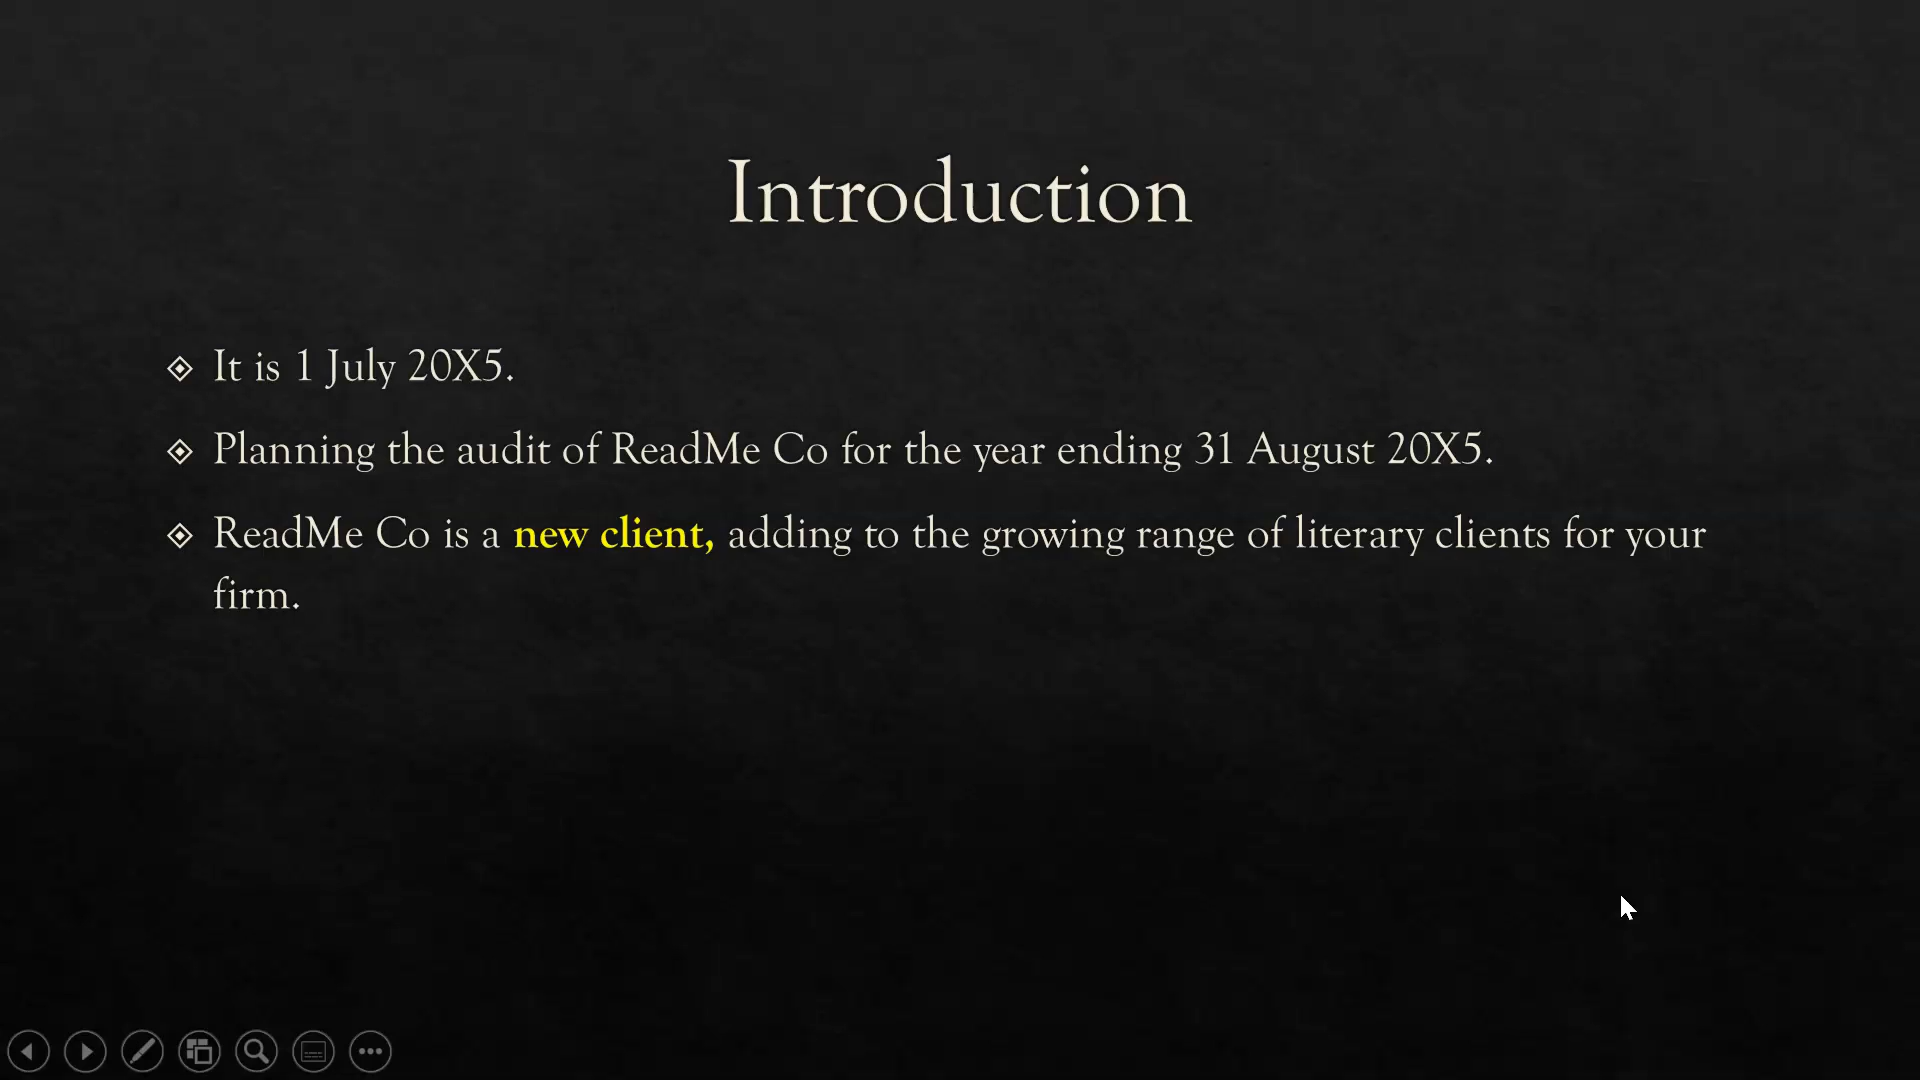 Introduction
It is 1 July 20X5.
Planning the audit of ReadMe Co for the year ending 31 August 20X5.
ReadMe Co is a new client, adding to the growing range of literary clients for your
firm.